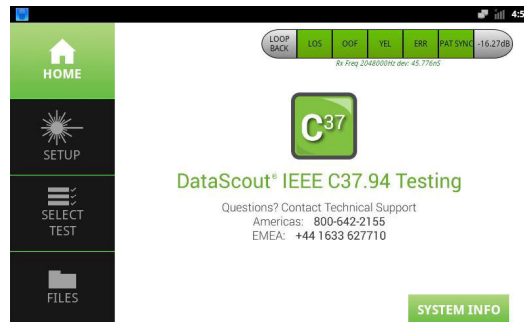 4:5
LOOP BACK LOS OOF YEL ERR PAT SYNC -16.27dB
Rx Freq 2048000Hz dev: 45.776nS
HOME
SETUP
SELECT
TEST
FILES
C37
DataScout® IEEE C37.94 Testing
Questions? Contact Technical Support
Americas: 800-642-2155
EMEA: +44 1633 627710
SYSTEM INFO